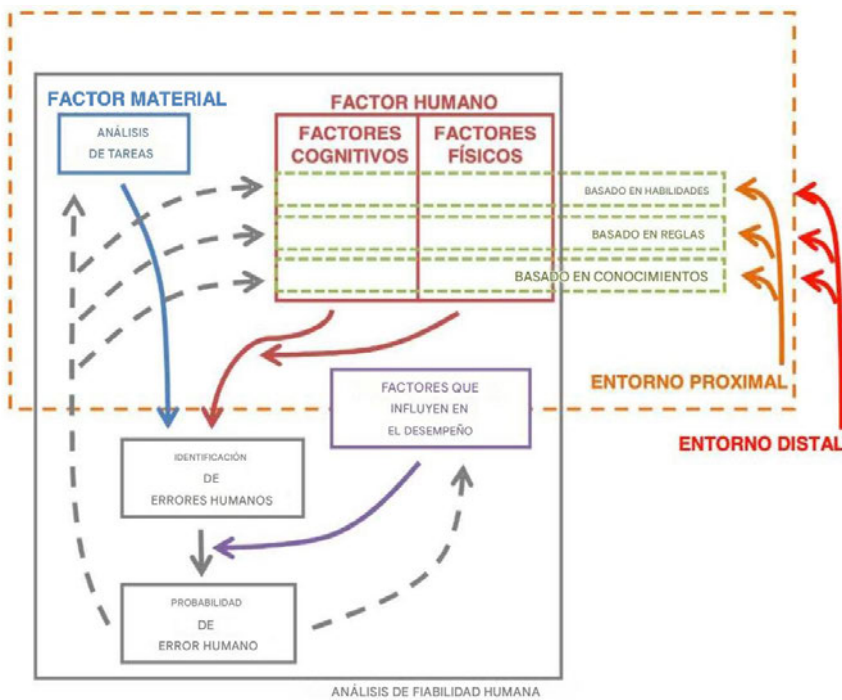 FACTOR MATERIAL
ANÁLISIS
DE TAREAS
FACTOR HUMANO
FACTORES
COGNITIVOS
FACTORES
FÍSICOS
BASADO EN HABILIDADES
BASADO EN REGLAS
BASADO EN CONOCIMIENTOS
ENTORNO PROXIMAL
ENTORNO DISTAL
FACTORES QUE
INFLUYEN EN
EL DESEMPEÑO
IDENTIFICACIÓN
DE
ERRORES HUMANOS
PROBABILIDAD
DE
ERROR HUMANO
ANÁLISIS DE FIABILIDAD HUMANA